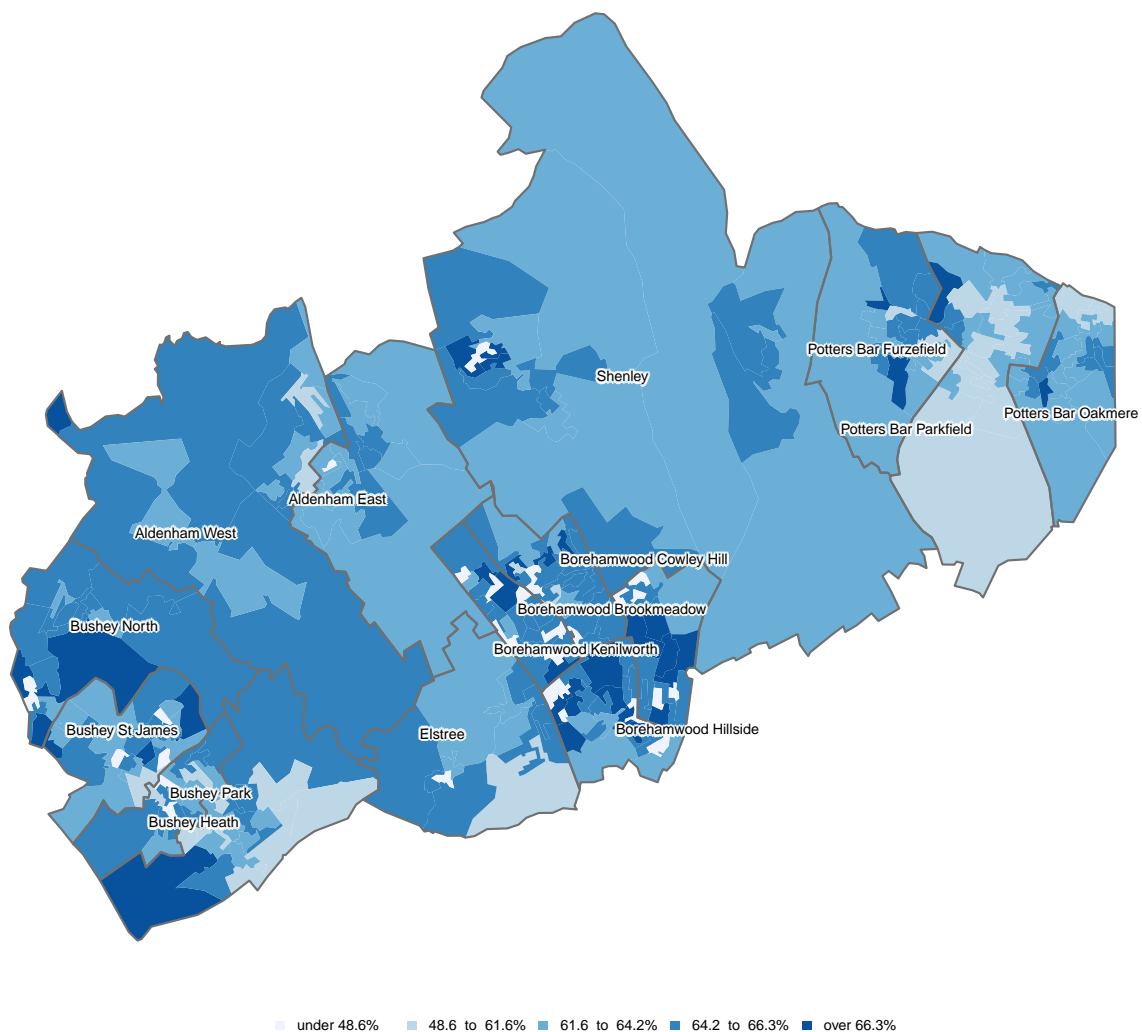 Shenley
Potters Bar Furzefield
Potters Bar Oakmere
Potters Bar Parkfield
Aldenham East
Aldenham West
Borehamwood Cowley Hill
Borehamwood Brookmeadow
Bushey North
Borehamwood Kenilworth
Bushey St James
Elstree
Borehamwood Hillside
Bushey Park
Bushey Heath
under 48.6% 48.6 to 61.6% 61.6 to 64.2% 64.2 to 66.3% over 66.3%